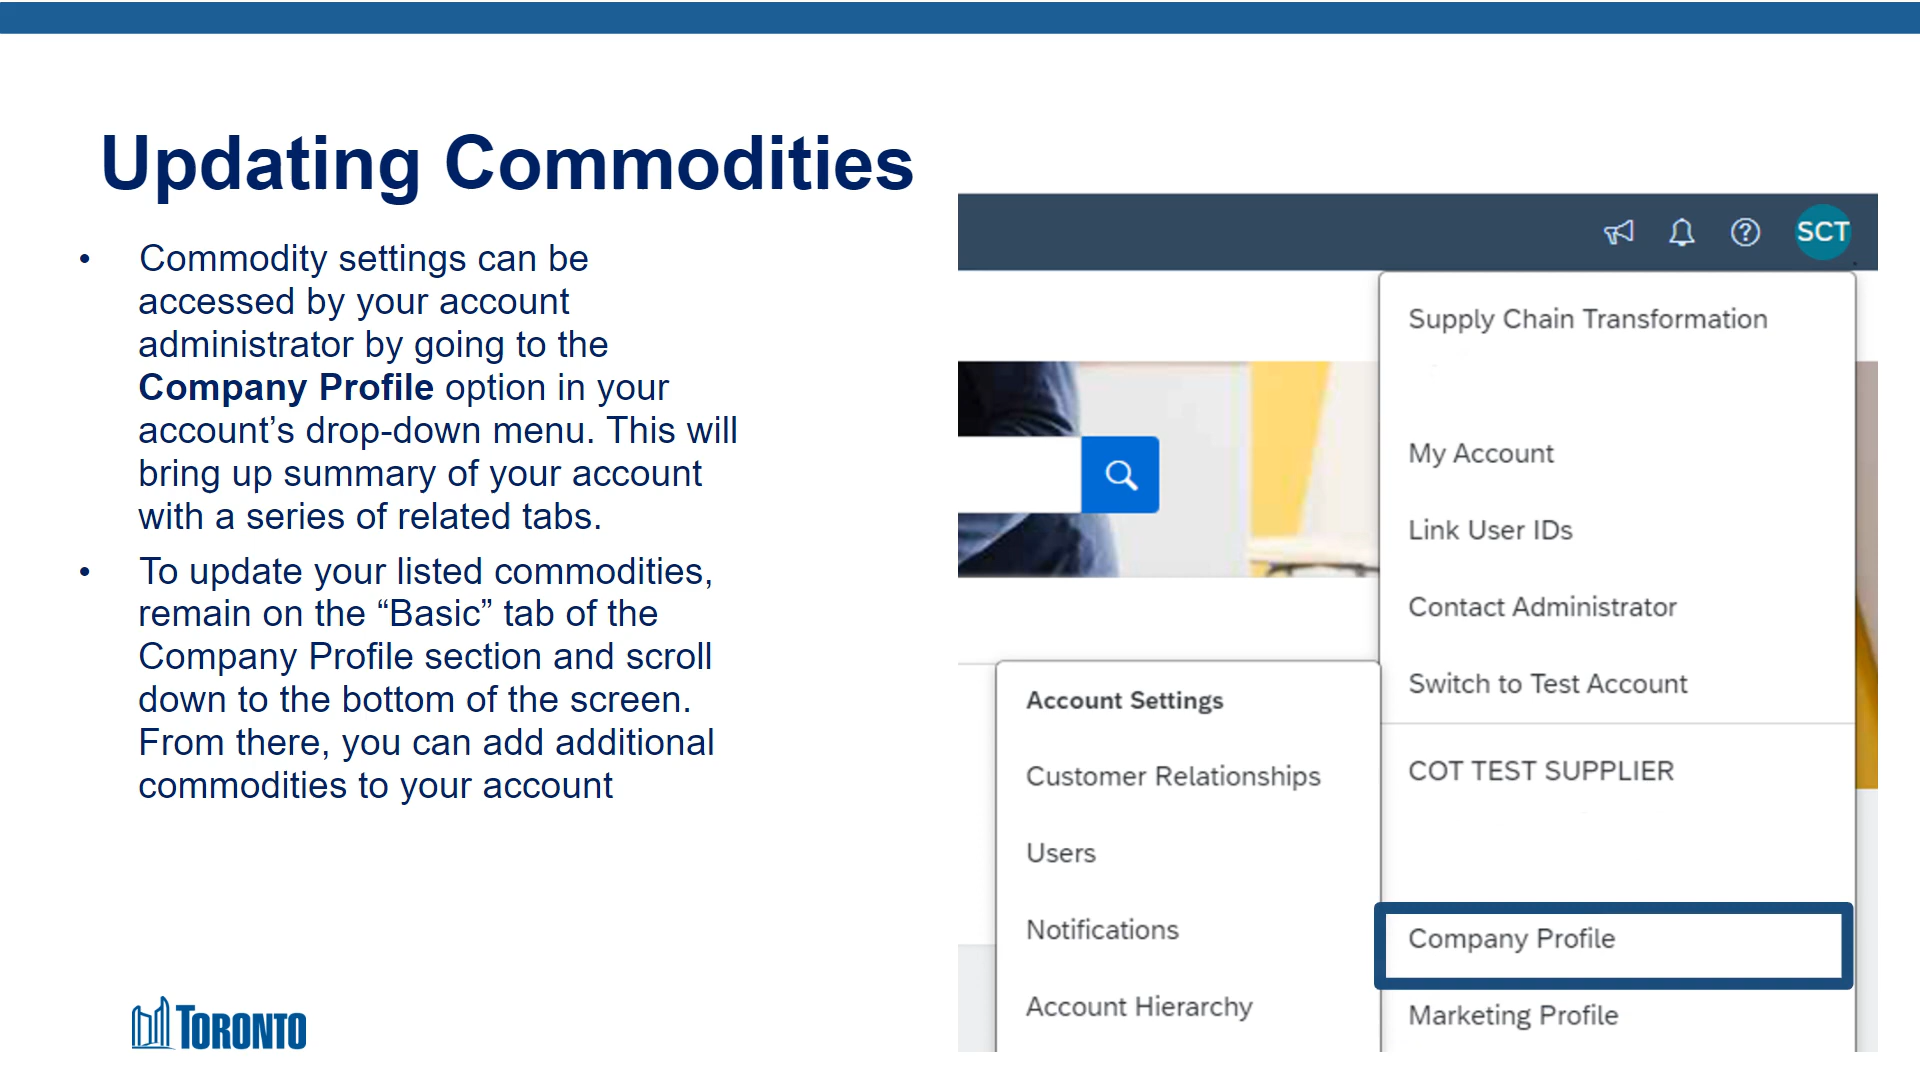 Updating Commodities
• Commodity settings can be
accessed by your account
administrator by going to the
Company Profile option in your
account’s drop-down menu. This will
bring up summary of your account
with a series of related tabs.
• To update your listed commodities,
remain on the “Basic” tab of the
Company Profile section and scroll
down to the bottom of the screen.
From there, you can add additional
commodities to your account
TORONTO
SCT
Supply Chain Transformation
My Account
Link User IDs
Contact Administrator
Switch to Test Account
COT TEST SUPPLIER
Company Profile
Marketing Profile
Account Settings
Customer Relationships
Users
Notifications
Account Hierarchy